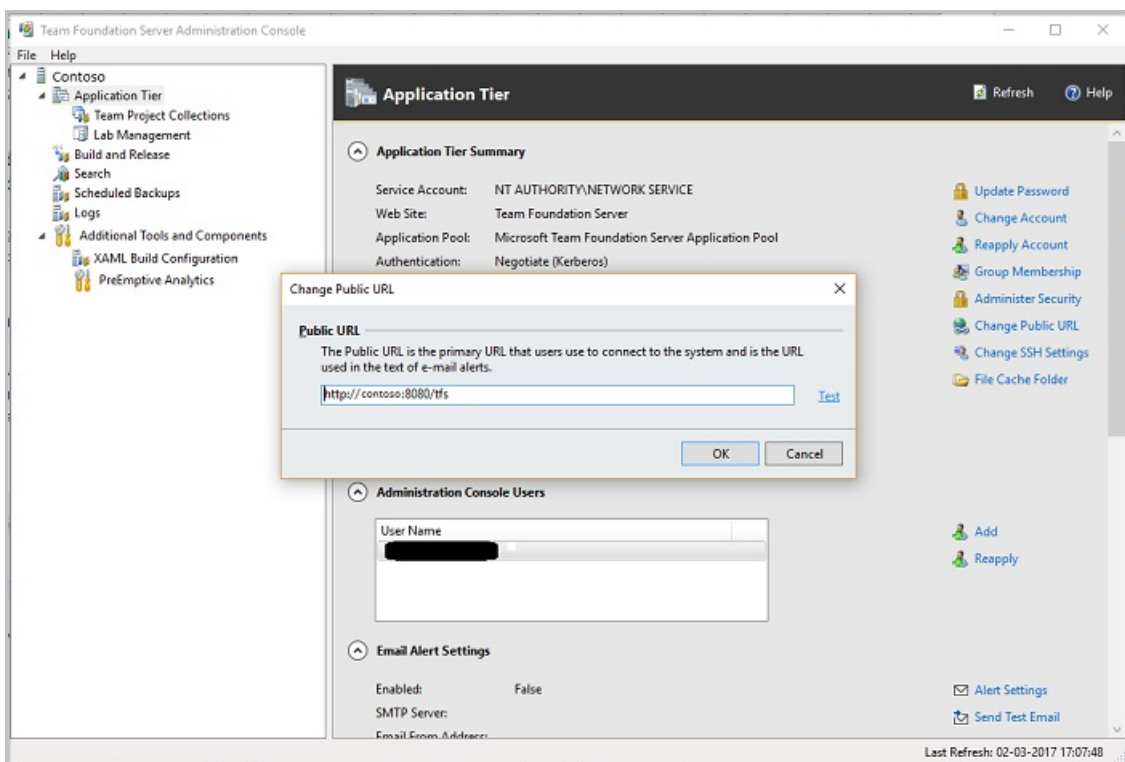 Team Foundation Server Administration Console
File Help
Contoso
Application Tier
Team Project Collections
Lab Management
Build and Release
Search
Scheduled Backups
Logs
Additional Tools and Components
XAML Build Configuration
PreEmptive Analytics
Application Tier
Refresh Help
Application Tier Summary
Service Account: NT AUTHORITY\NETWORK SERVICE
Web Site: Team Foundation Server
Application Pool: Microsoft Team Foundation Server Application Pool
Authentication: Negotiate (Kerberos)
Update Password
Change Account
Reapply Account
Group Membership
Administer Security
Change Public URL
Change SSH Settings
File Cache Folder
Change Public URL
Public URL
The Public URL is the primary URL that users use to connect to the system and is the URL
used in the text of e-mail alerts.
http://contoso:8080/tfs
Test
OK Cancel
Administration Console Users
User Name
Add
Reapply
Email Alert Settings
Enabled: False
SMTP Server:
Email From Address:
Alert Settings
Send Test Email
Last Refresh: 02-03-2017 17:07:48